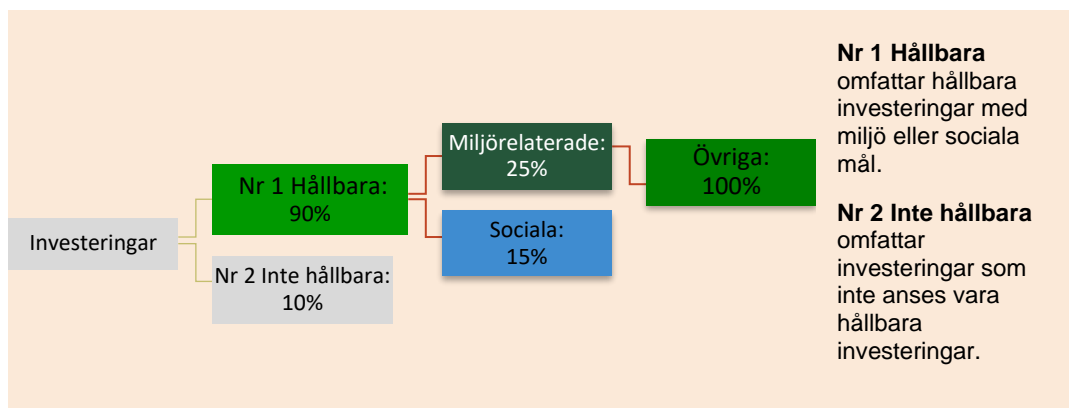 Investeringar
Nr 1 Hållbara:
90%
Nr 2 Inte hållbara:
10%
Miljörelaterade:
25%
Sociala:
15%
Övriga:
100%
Nr 1 Hållbara
omfattar hållbara
investeringar med
miljö eller sociala
mål.
Nr 2 Inte hållbara
omfattar
investeringar som
inte anses vara
hållbara
investeringar.